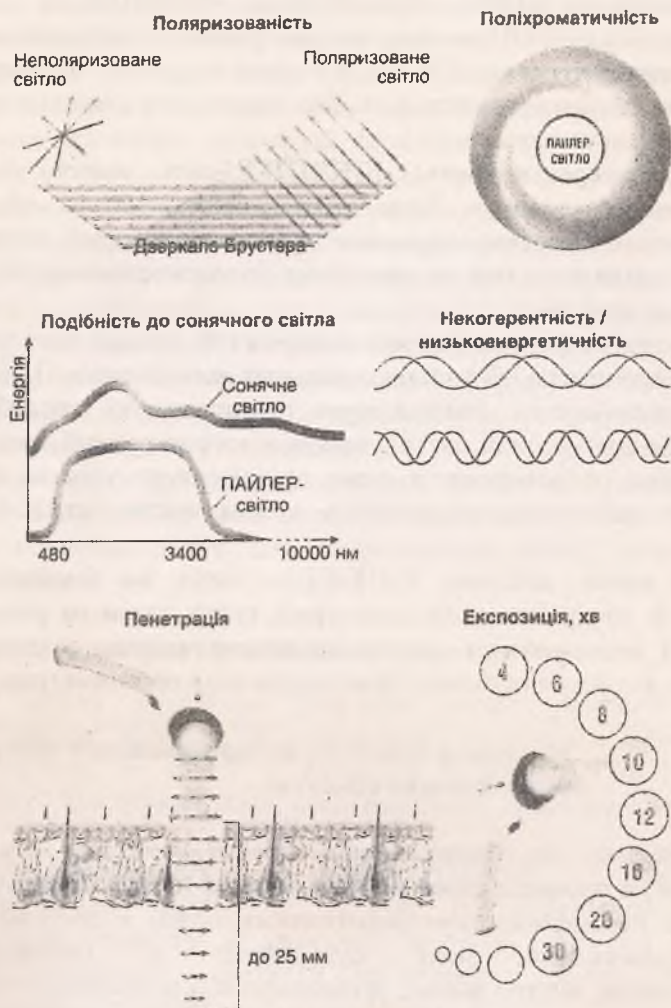 Поляризованість
Неполяризоване
світло
Поляризоване
світло
Дзеркало Брустера
Поліхроматичність
ПАЙЛЕР-
СВІТЛО
Подібність до сонячного світла
Енергія
Сонячне
світло
ПАЙЛЕР-
світло
480 3400 10000 нм
Некогерентність /
низькоенергетичність
Пенетрація
до 25 мм
Експозиція, хв
4
6
8
10
12
16
20
30